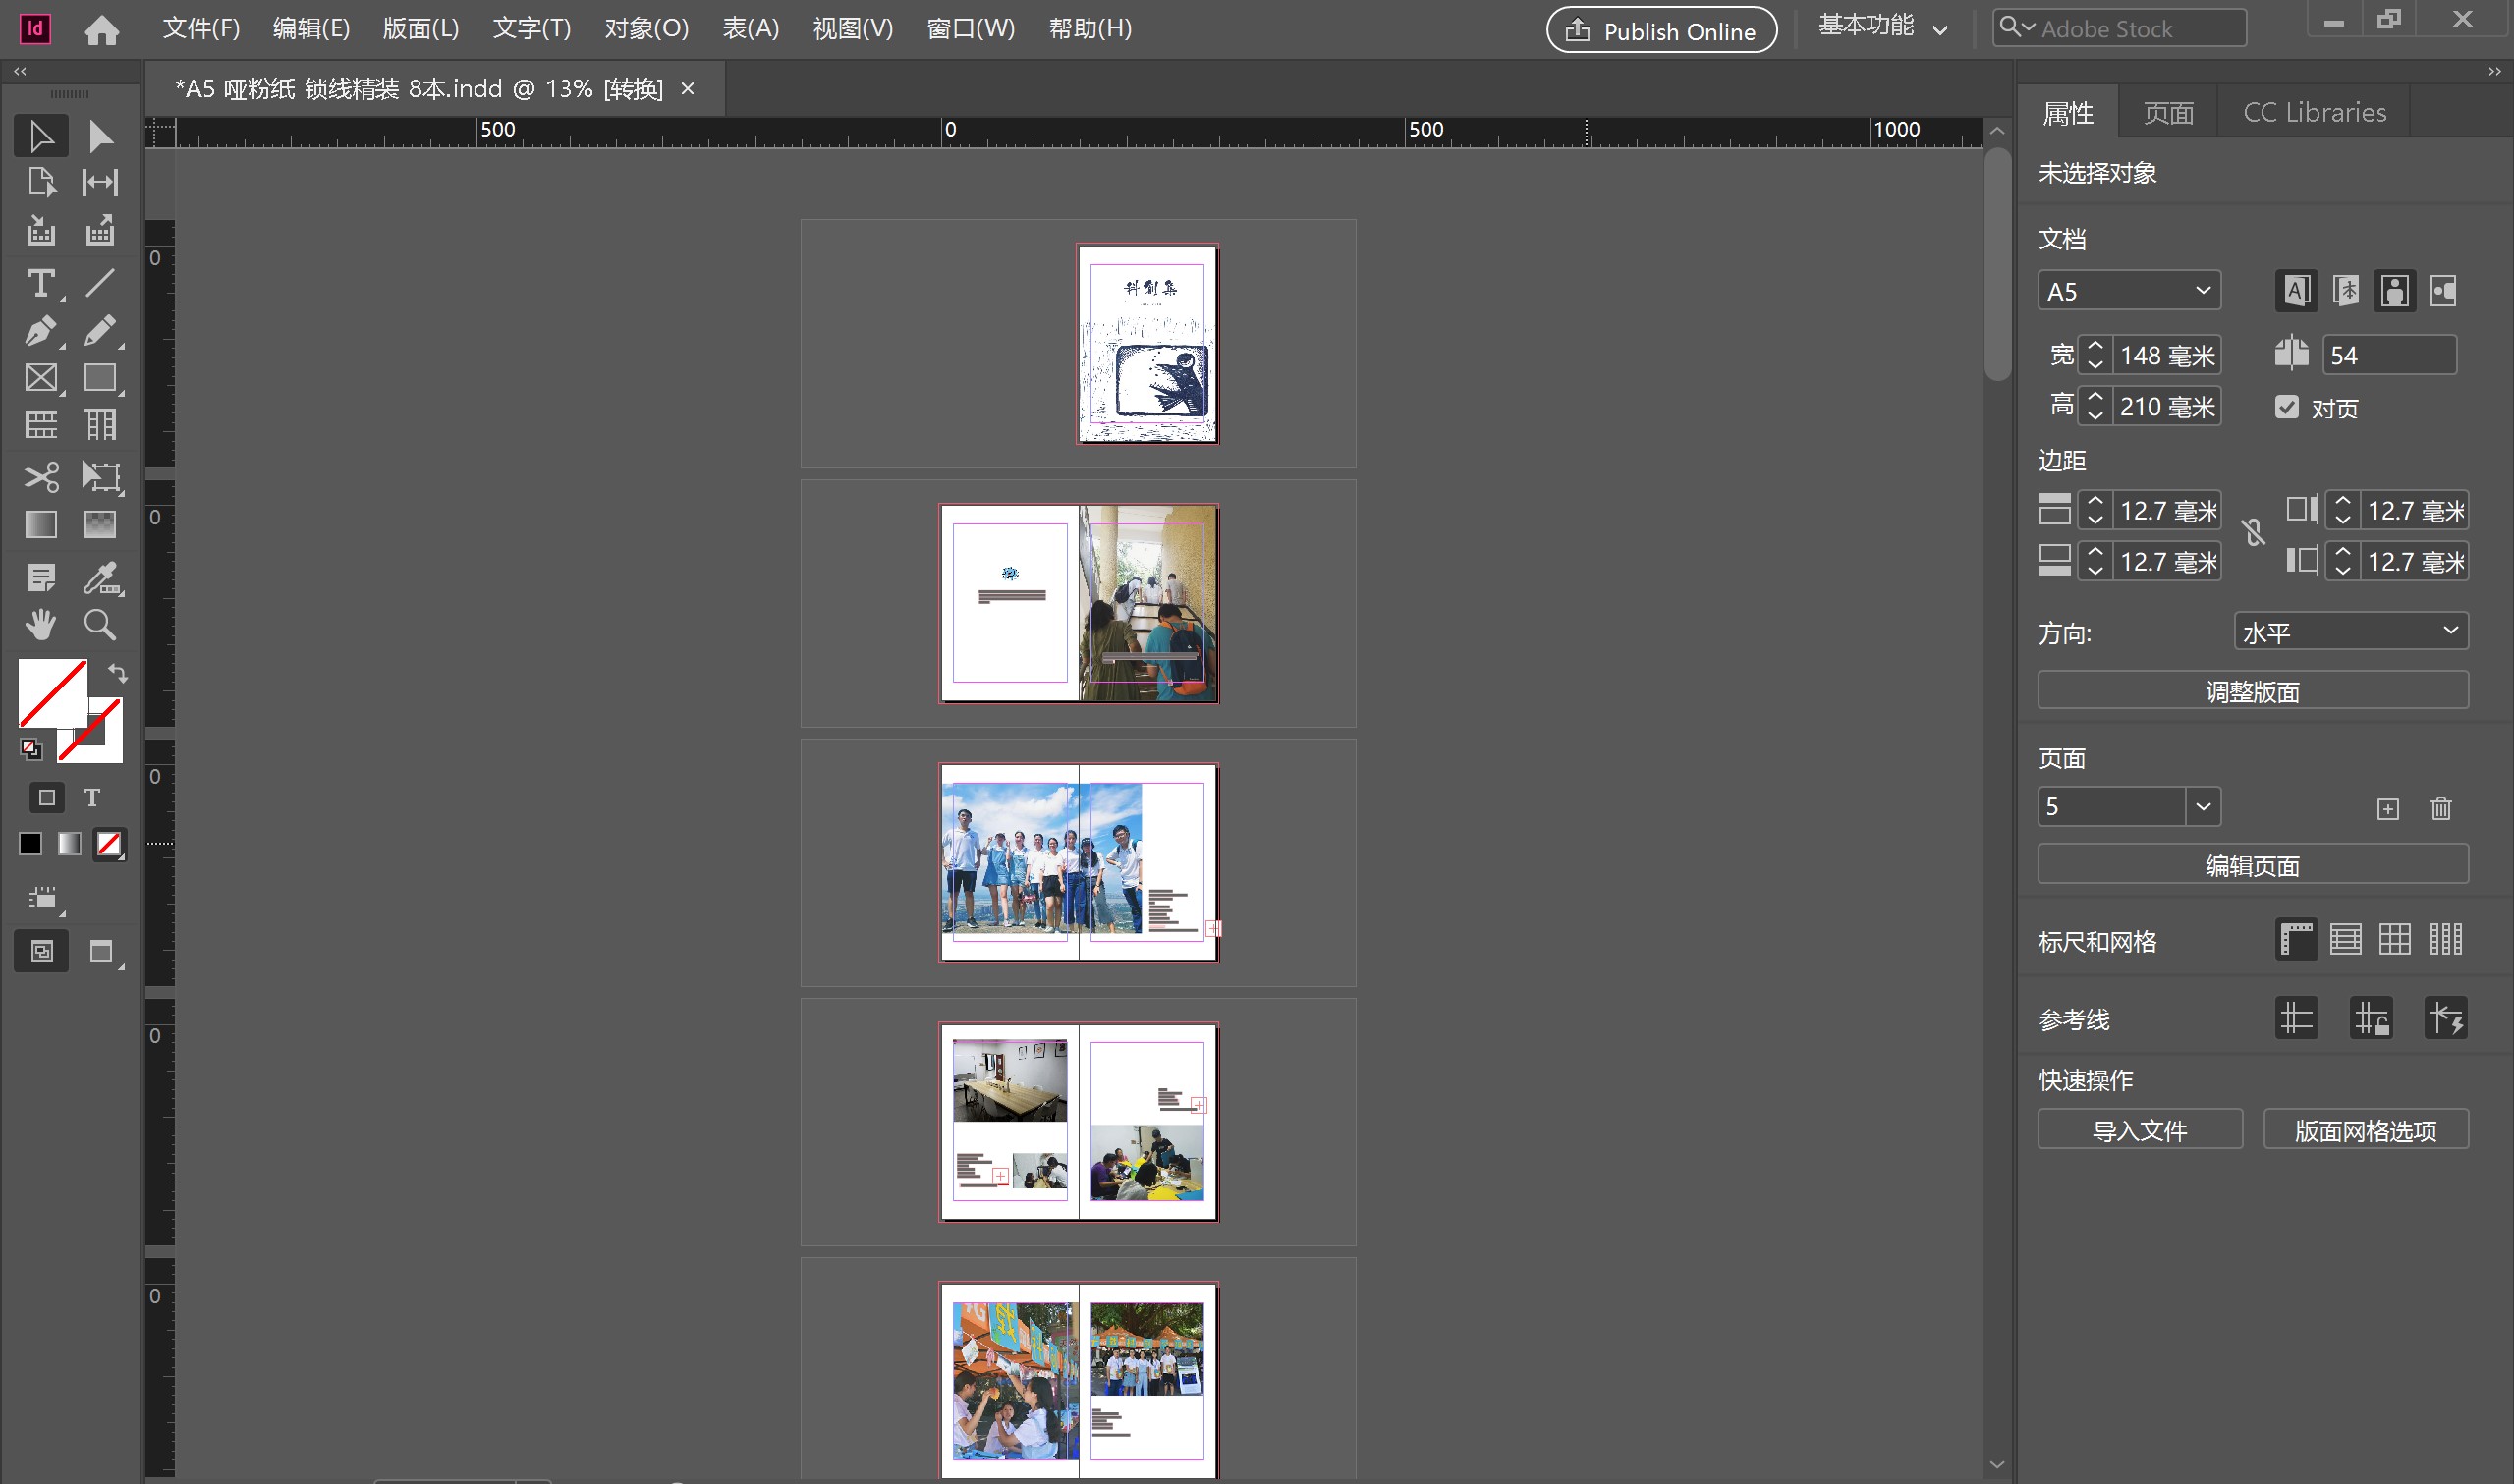 Id 文件(F) 编辑(E) 版面(L) 文字(T) 对象(O) 表(A) 视图(V) 窗口(W) 帮助(H) Publish Online 基本功能 Adobe Stock
*A5 哑粉纸 锁线精装 8本.indd @ 13% [转换]
属性 页面 CC Libraries
500 0 500 1000
未选择对象
文档
A5
宽 148 毫米 54
高 210 毫米 对页
边距
12.7 毫米 12.7 毫米
12.7 毫米 12.7 毫米
方向: 水平
调整版面
页面
5
编辑页面
标尺和网格
参考线
快速操作
导入文件 版面网格选项
0
科创集
0
0
0
0